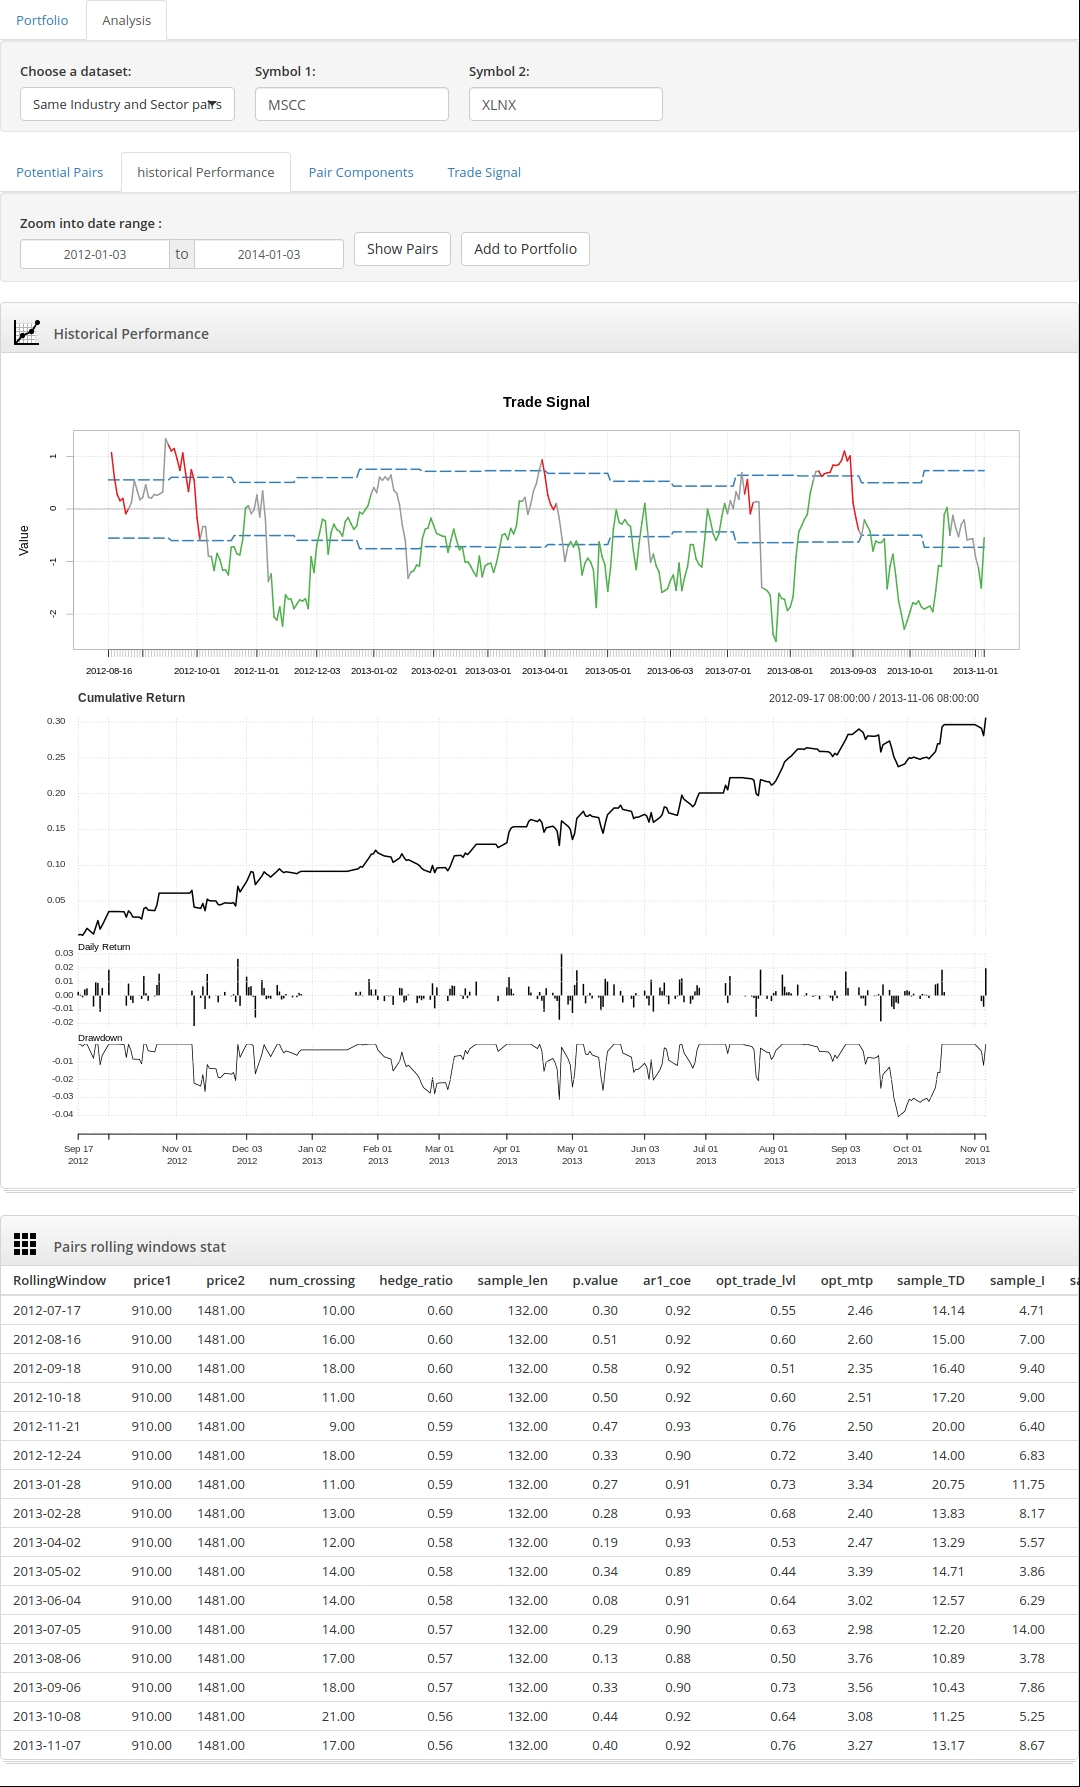 Portfolio Analysis
Choose a dataset: Symbol 1: Symbol 2:
Same Industry and Sector pairs MSCC XLNX
Potential Pairs historical Performance Pair Components Trade Signal
Zoom into date range :
2012-01-03 to 2014-01-03 Show Pairs Add to Portfolio
Historical Performance
Trade Signal
Value
1
0
-1
-2
2012-08-16 2012-10-01 2012-11-01 2012-12-03 2013-01-02 2013-02-01 2013-03-01 2013-04-01 2013-05-01 2013-06-03 2013-07-01 2013-08-01 2013-09-03 2013-10-01 2013-11-01
Cumulative Return 2012-09-17 08:00:00 / 2013-11-06 08:00:00
0.30
0.25
0.20
0.15
0.10
0.05
Daily Return
0.03
0.02
0.01
0.00
-0.01
-0.02
Drawdown
-0.01
-0.02
-0.03
-0.04
Sep 17 Nov 01 Dec 03 Jan 02 Feb 01 Mar 01 Apr 01 May 01 Jun 03 Jul 01 Aug 01 Sep 03 Oct 01 Nov 01
2012 2012 2012 2013 2013 2013 2013 2013 2013 2013 2013 2013 2013 2013
Pairs rolling windows stat
RollingWindow price1 price2 num_crossing hedge_ratio sample_len p.value ar1_coe opt_trade_lvl opt_mtp sample_TD sample_I
2012-07-17 910.00 1481.00 10.00 0.60 132.00 0.30 0.92 0.55 2.46 14.14 4.71
2012-08-16 910.00 1481.00 16.00 0.60 132.00 0.51 0.92 0.60 2.60 15.00 7.00
2012-09-18 910.00 1481.00 18.00 0.60 132.00 0.58 0.92 0.51 2.35 16.40 9.40
2012-10-18 910.00 1481.00 11.00 0.60 132.00 0.50 0.92 0.60 2.51 17.20 9.00
2012-11-21 910.00 1481.00 9.00 0.59 132.00 0.47 0.93 0.76 2.50 20.00 6.40
2012-12-24 910.00 1481.00 18.00 0.59 132.00 0.33 0.90 0.72 3.40 14.00 6.83
2013-01-28 910.00 1481.00 11.00 0.59 132.00 0.27 0.91 0.73 3.34 20.75 11.75
2013-02-28 910.00 1481.00 13.00 0.59 132.00 0.28 0.93 0.68 2.40 13.83 8.17
2013-04-02 910.00 1481.00 12.00 0.58 132.00 0.19 0.93 0.53 2.47 13.29 5.57
2013-05-02 910.00 1481.00 14.00 0.58 132.00 0.34 0.89 0.44 3.39 14.71 3.86
2013-06-04 910.00 1481.00 14.00 0.58 132.00 0.08 0.91 0.64 3.02 12.57 6.29
2013-07-05 910.00 1481.00 14.00 0.57 132.00 0.29 0.90 0.63 2.98 12.20 14.00
2013-08-06 910.00 1481.00 17.00 0.57 132.00 0.13 0.88 0.50 3.76 10.89 3.78
2013-09-06 910.00 1481.00 18.00 0.57 132.00 0.33 0.90 0.73 3.56 10.43 7.86
2013-10-08 910.00 1481.00 21.00 0.56 132.00 0.44 0.92 0.64 3.08 11.25 5.25
2013-11-07 910.00 1481.00 17.00 0.56 132.00 0.40 0.92 0.76 3.27 13.17 8.67